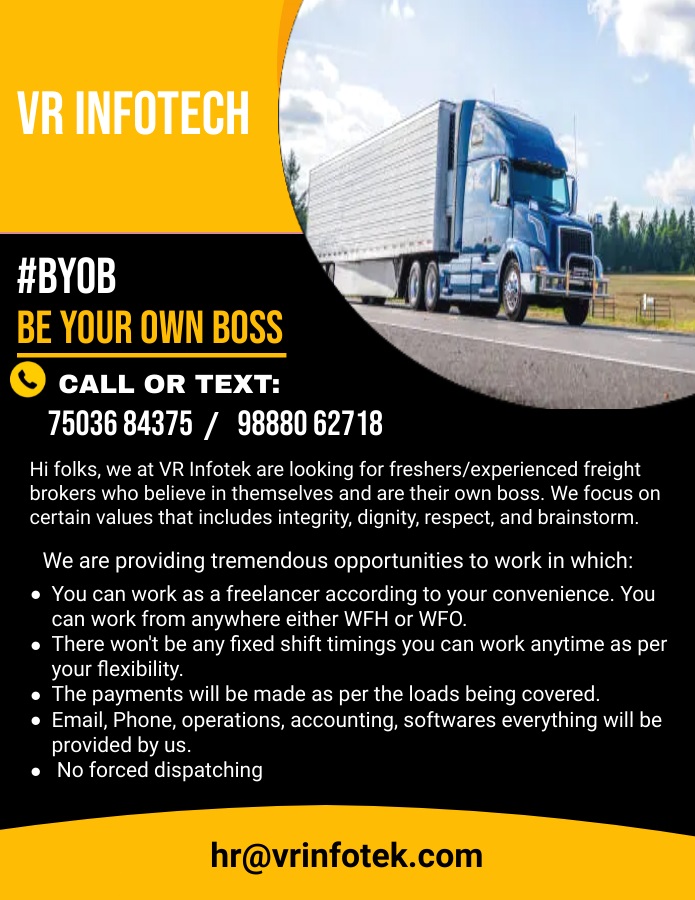 VR INFOTECH
#BYOB
BE YOUR OWN BOSS
CALL OR TEXT:
75036 84375 / 98880 62718
Hi folks, we at VR Infotek are looking for freshers/experienced freight
brokers who believe in themselves and are their own boss. We focus on
certain values that includes integrity, dignity, respect, and brainstorm.
We are providing tremendous opportunities to work in which:
● You can work as a freelancer according to your convenience. You
can work from anywhere either WFH or WFO.
● There won't be any fixed shift timings you can work anytime as per
your flexibility.
● The payments will be made as per the loads being covered.
● Email, Phone, operations, accounting, softwares everything will be
provided by us.
● No forced dispatching
hr@vrinfotek.com